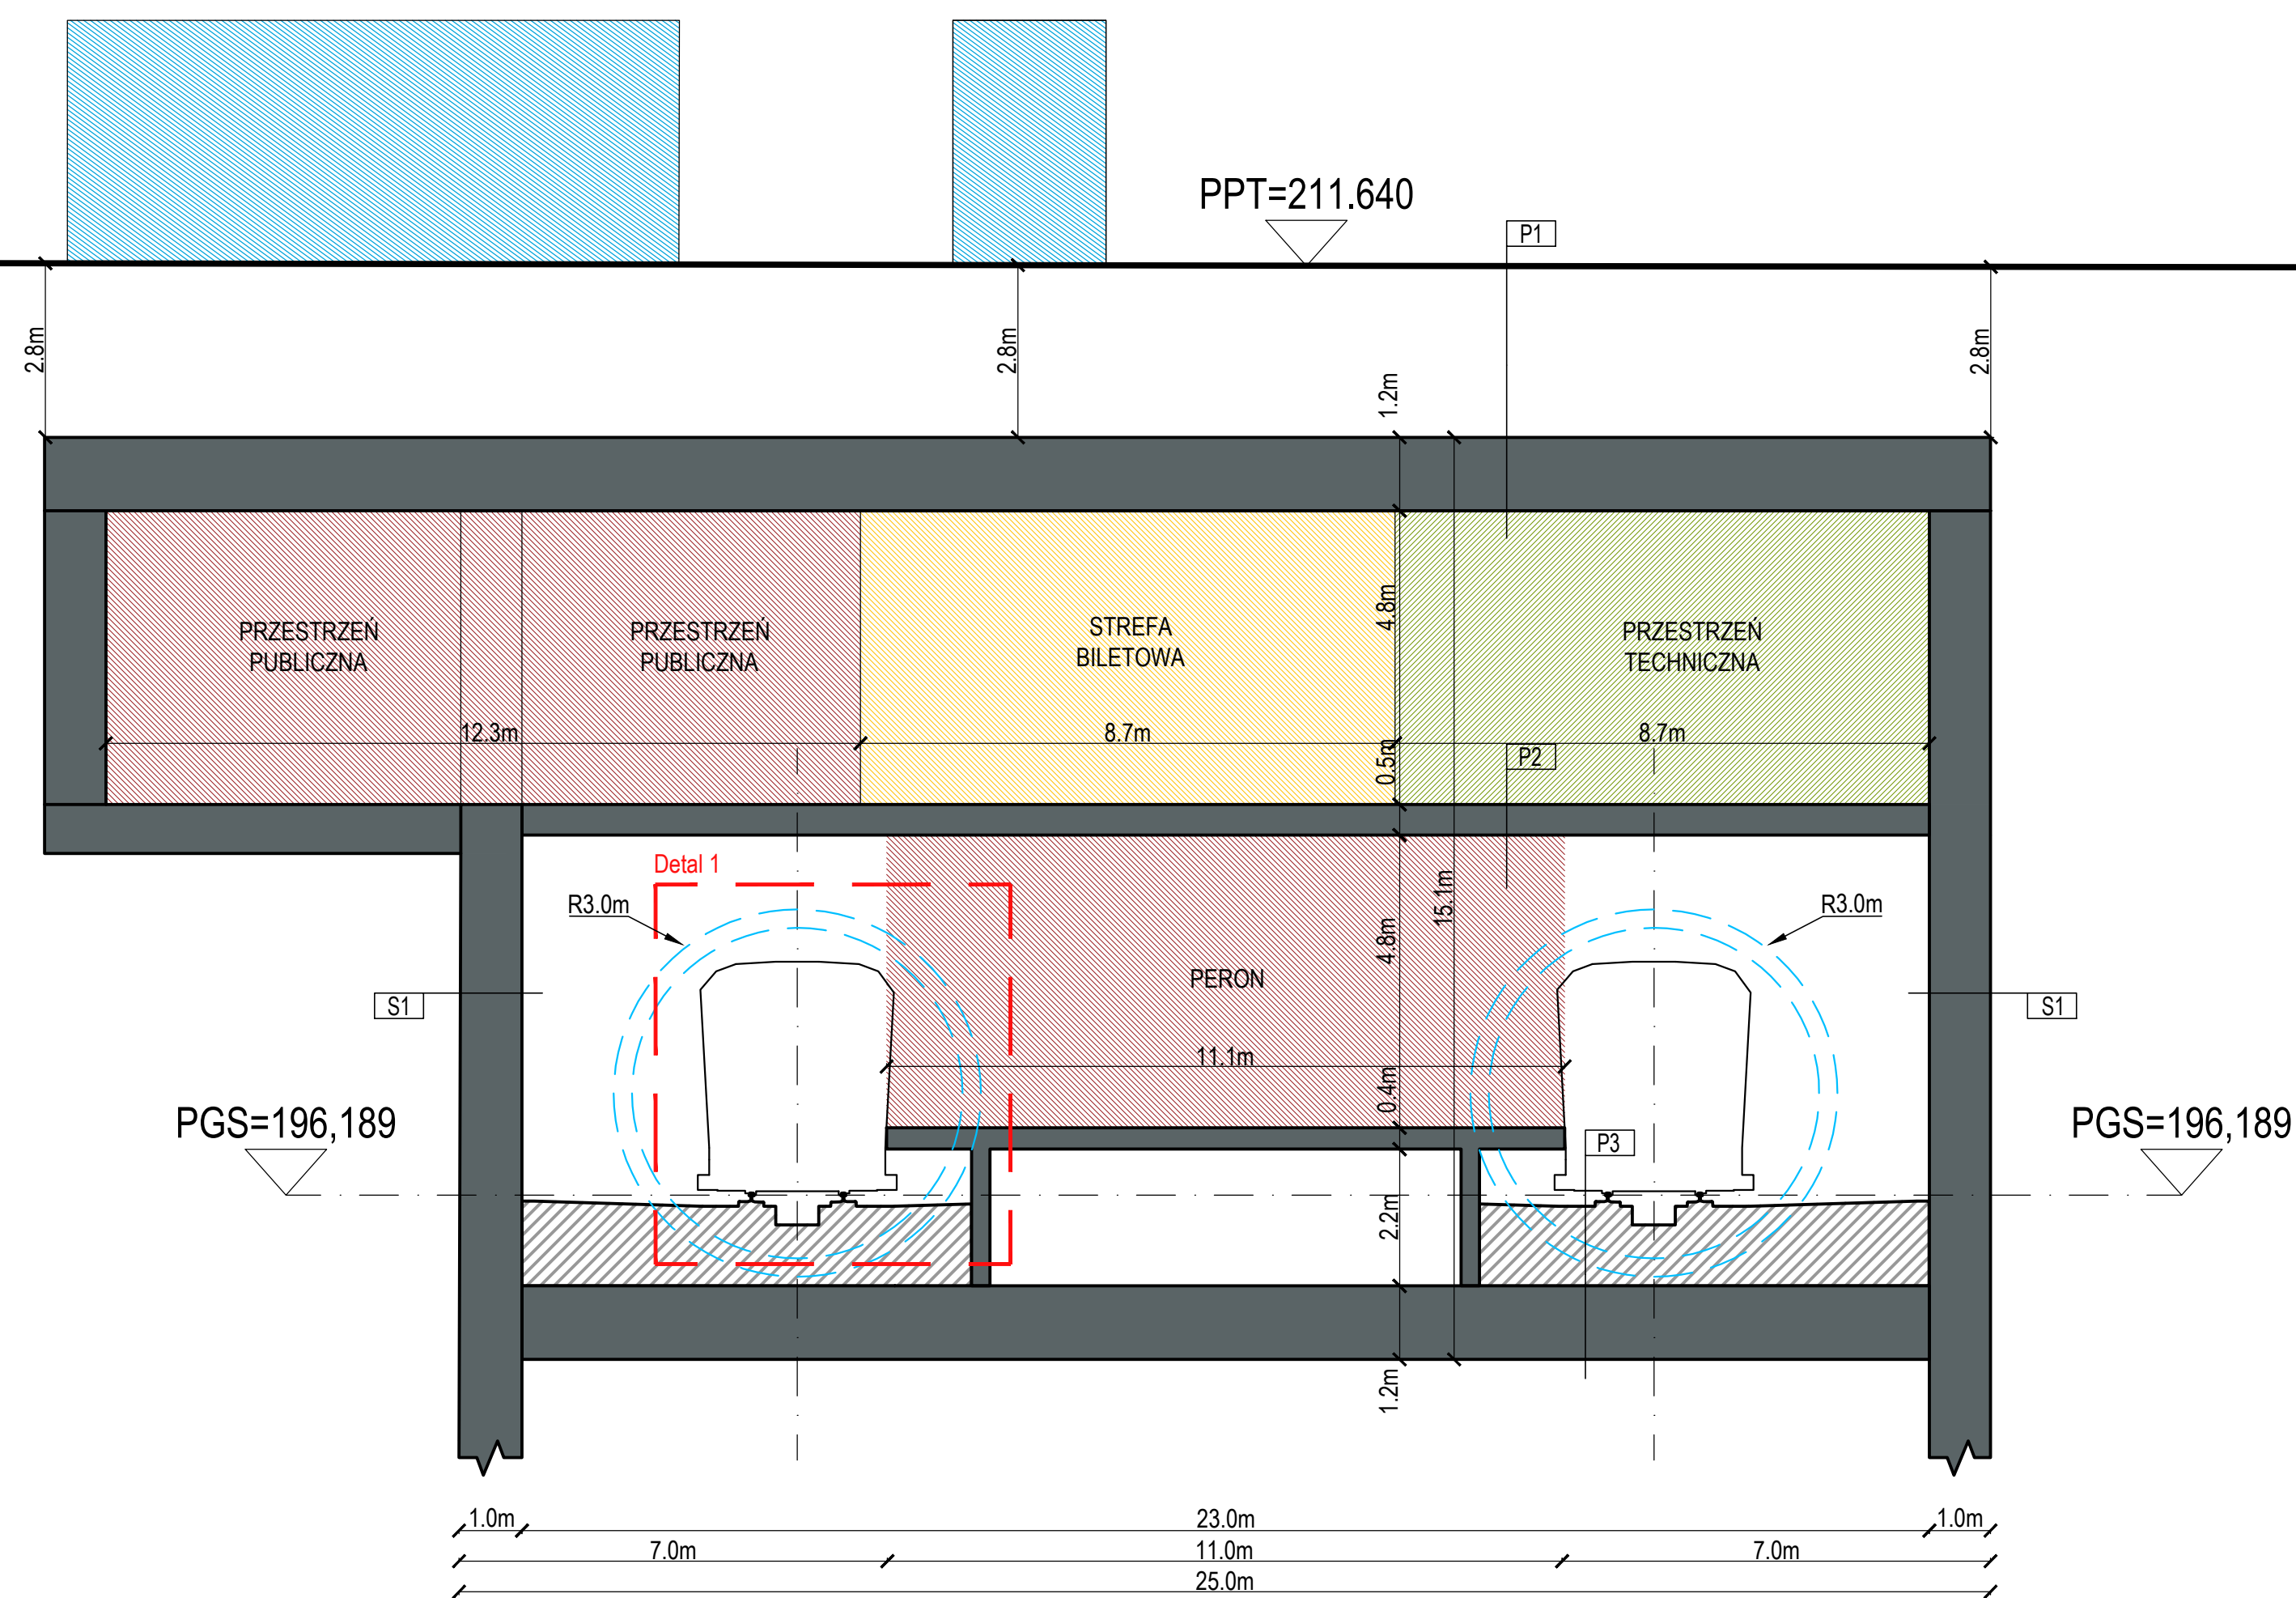 PPT=211.640
P1
2.8m
2.8m
2.8m
1.2m
PRZESTRZEŃ
PUBLICZNA
PRZESTRZEŃ
PUBLICZNA
STREFA
BILETOWA
4.8m
PRZESTRZEŃ
TECHNICZNA
12.3m
8.7m
8.7m
0.5m
P2
Detal 1
R3.0m
15.1m
R3.0m
4.8m
PERON
S1
S1
11.1m
0.4m
PGS=196,189
PGS=196,189
P3
2.2m
1.2m
1.0m
23.0m
1.0m
7.0m
11.0m
7.0m
25.0m